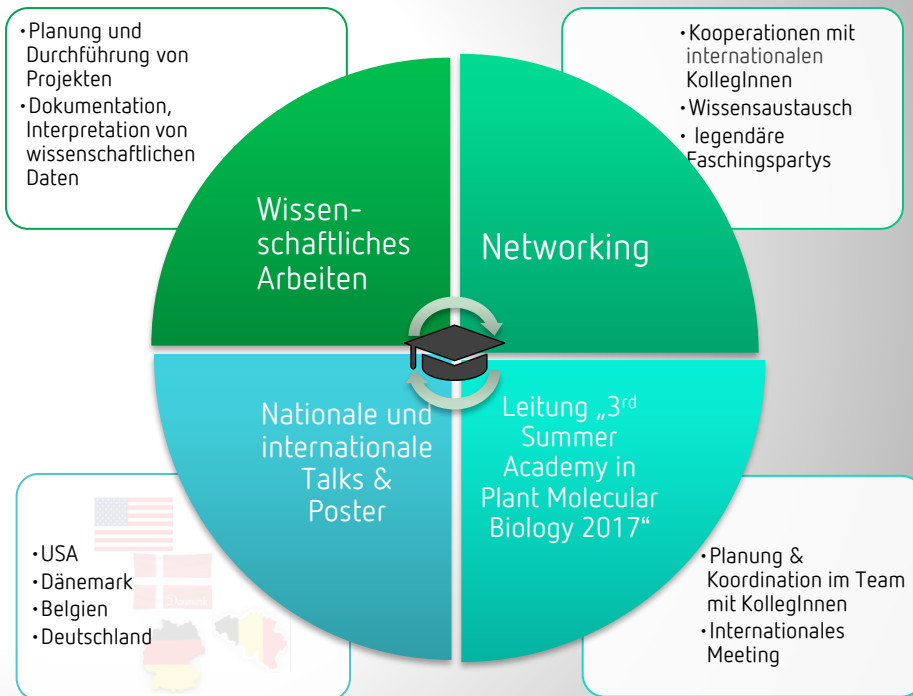 •Planung und
Durchführung von
Projekten
•Dokumentation,
Interpretation von
wissenschaftlichen
Daten
•Kooperationen mit
internationalen
KollegInnen
•Wissensaustausch
• legendäre
Faschingspartys
Wissen-
schaftliches
Arbeiten
Networking
Nationale und
internationale
Talks &
Poster
Leitung „3rd
Summer
Academy in
Plant Molecular
Biology 2017“
•USA
•Dänemark
•Belgien
•Deutschland
•Planung &
Koordination im Team
mit KollegInnen
•Internationales
Meeting